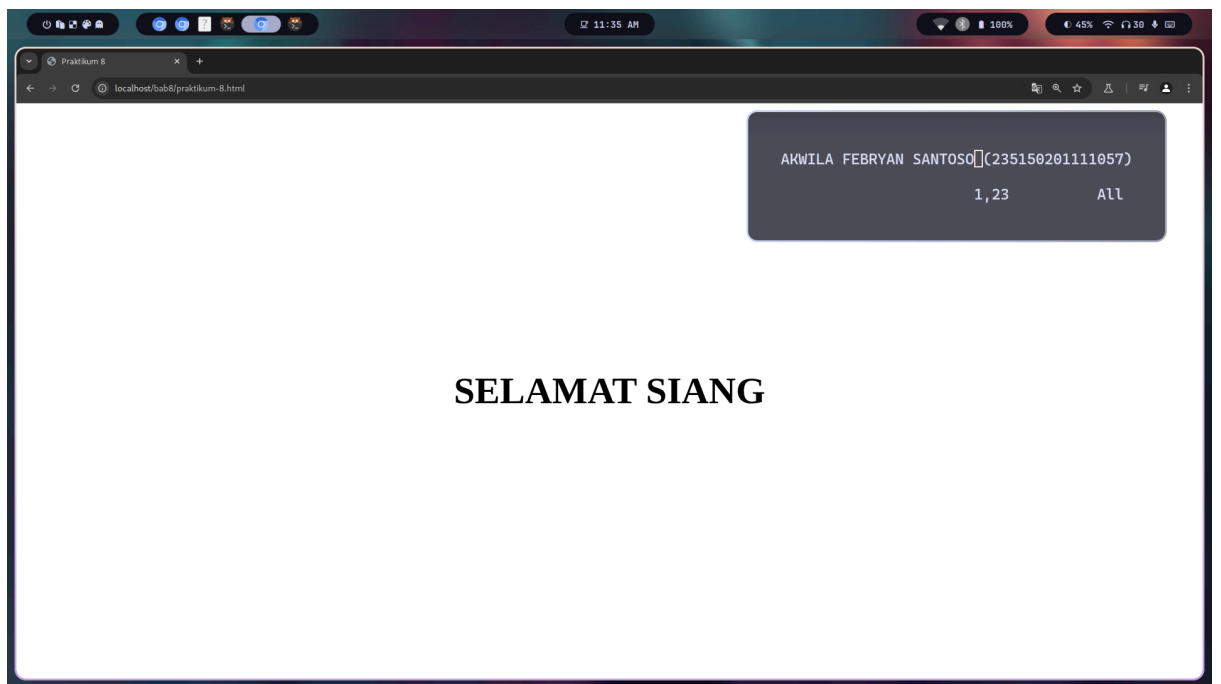 11:35 AM
100%
45%
30
Praktikum 8
localhost/bab8/praktikum-8.html
AKWILA FEBRYAN SANTOSO (235150201111057)
1,23 All
SELAMAT SIANG